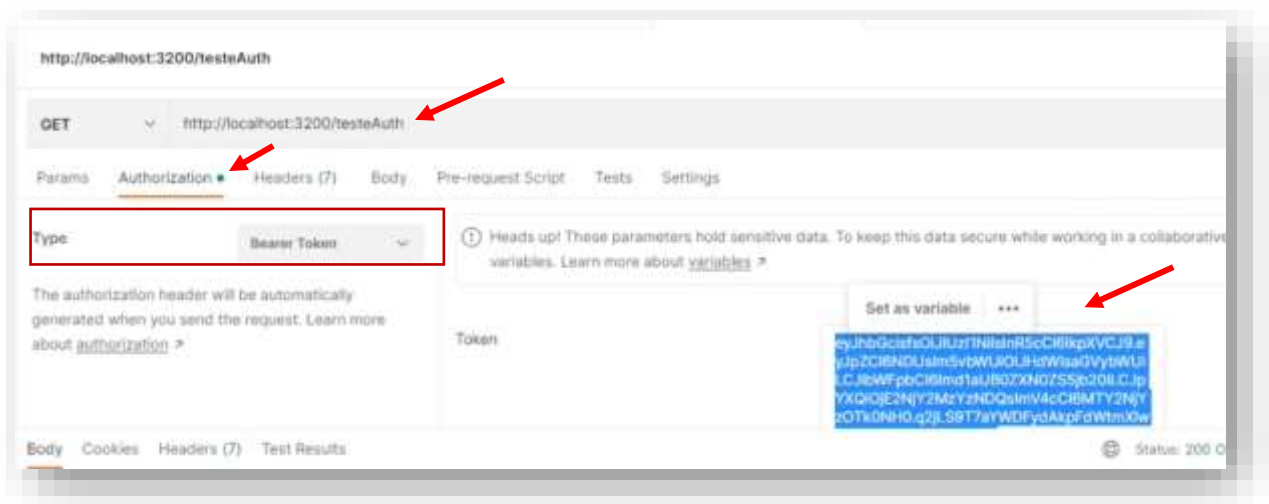 http://localhost:3200/testeAuth
GET http://localhost:3200/testeAuth
Params Authorization Headers (7) Body Pre-request Script Tests Settings
Type Bearer Token
Heads up! These parameters hold sensitive data. To keep this data secure while working in a collaborative
variables. Learn more about variables
The authorization header will be automatically
generated when you send the request. Learn more
about authorization
Set as variable
Token
Body Cookies Headers (7) Test Results
Status: 200 O